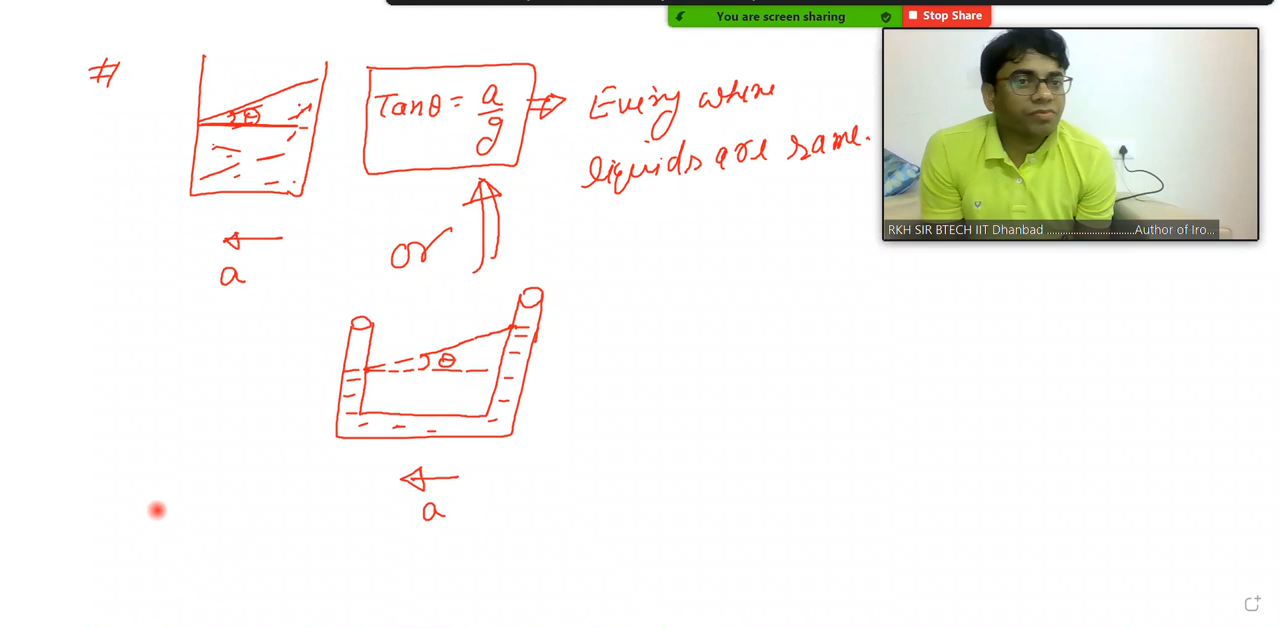 You are screen sharing
Stop Share
#
θ
Tanθ = a/g
⇒ Every where
liquids are same.
a
or
θ
a
RKH SIR BTECH IIT Dhanbad ..............................Author of Iro...